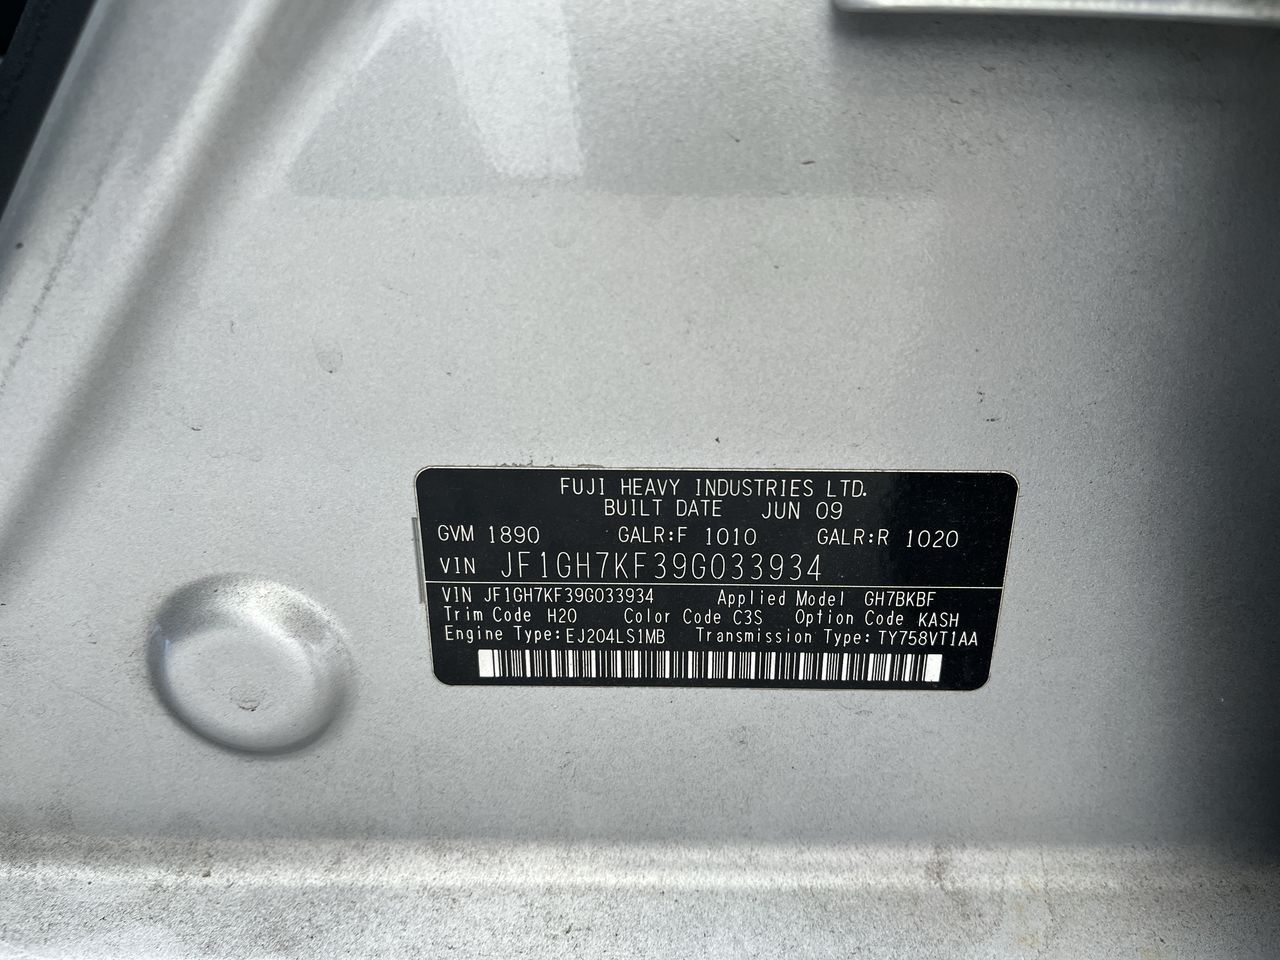 FUJI HEAVY INDUSTRIES LTD.
BUILT DATE JUN 09
GVM 1890 GALR:F 1010 GALR:R 1020
VIN JF1GH7KF39G033934
VIN JF1GH7KF39G033934 Applied Model GH7BKBF
Trim Code H20 Color Code C3S Option Code KASH
Engine Type:EJ204LS1MB Transmission Type:TY758VT1AA